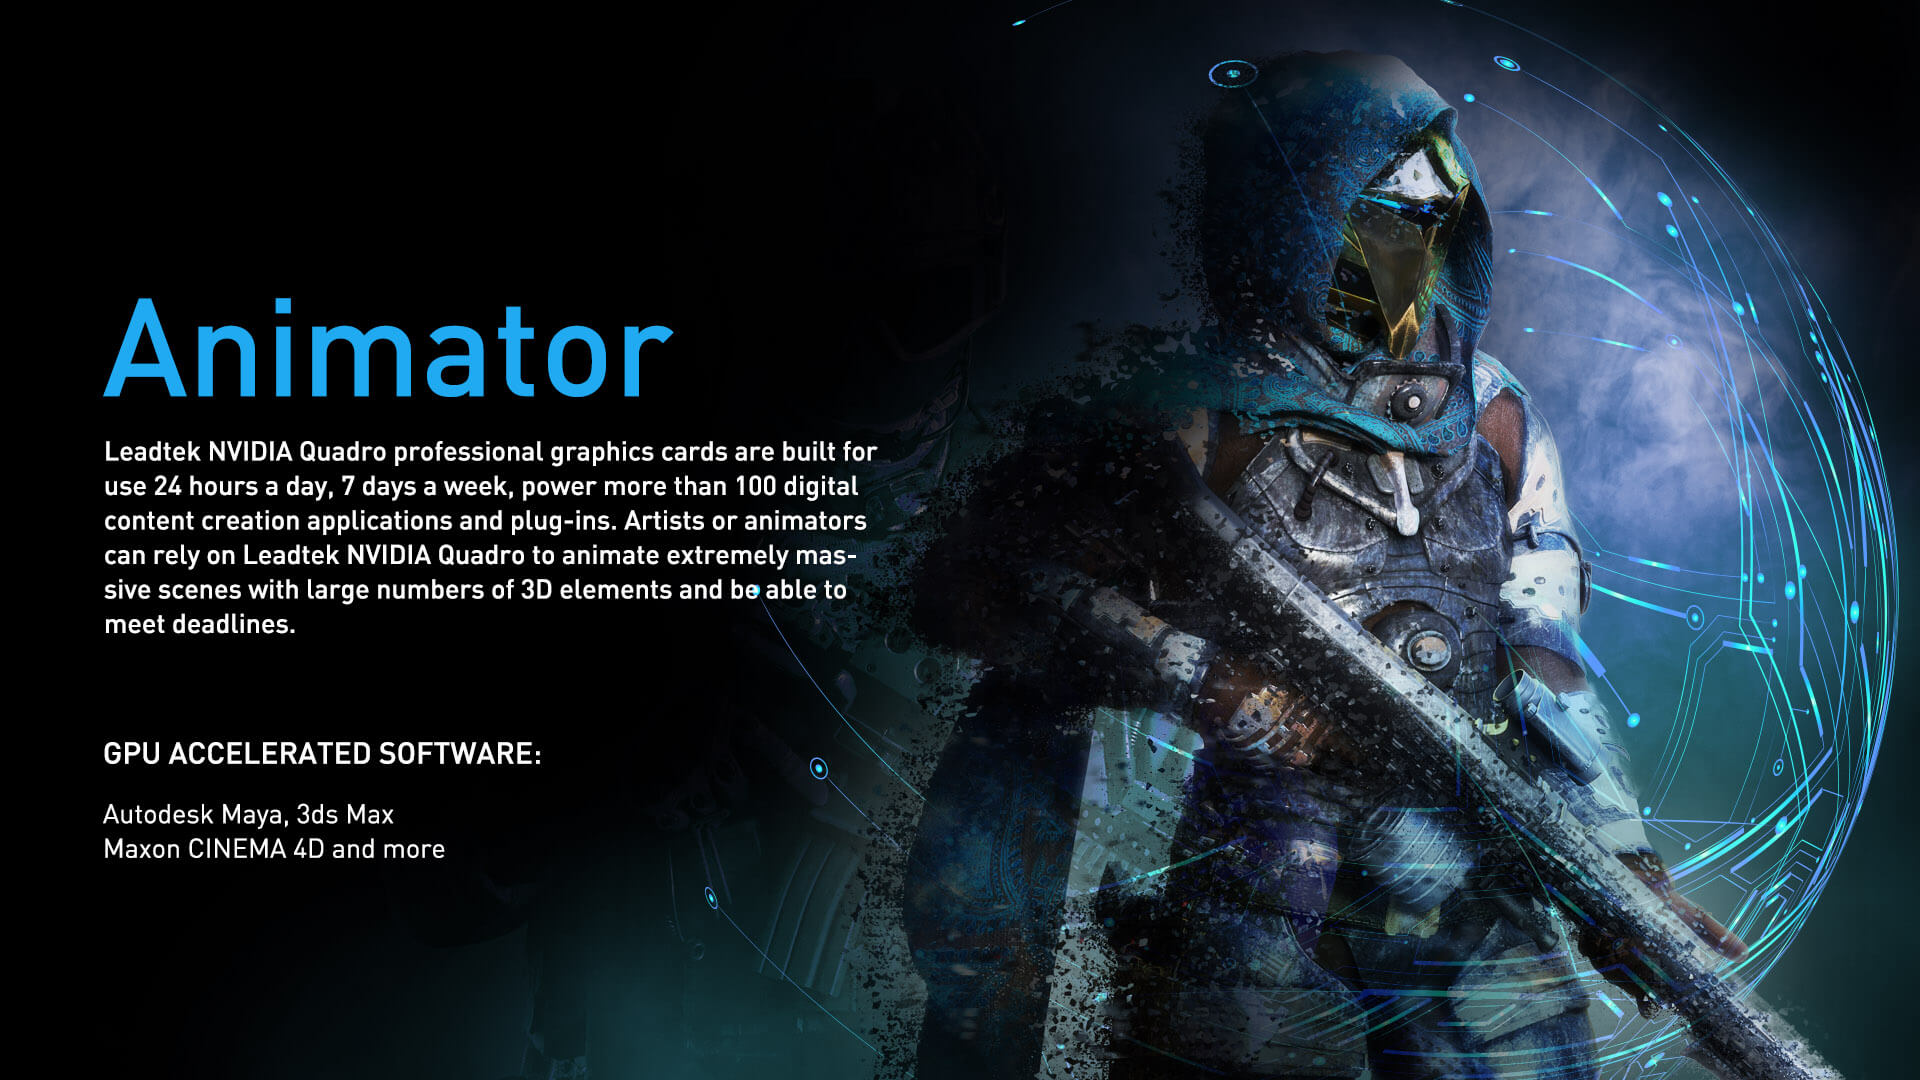 Animator
Leadtek NVIDIA Quadro professional graphics cards are built for
use 24 hours a day, 7 days a week, power more than 100 digital
content creation applications and plug-ins. Artists or animators
can rely on Leadtek NVIDIA Quadro to animate extremely mas-
sive scenes with large numbers of 3D elements and be able to
meet deadlines.
GPU ACCELERATED SOFTWARE:
Autodesk Maya, 3ds Max
Maxon CINEMA 4D and more